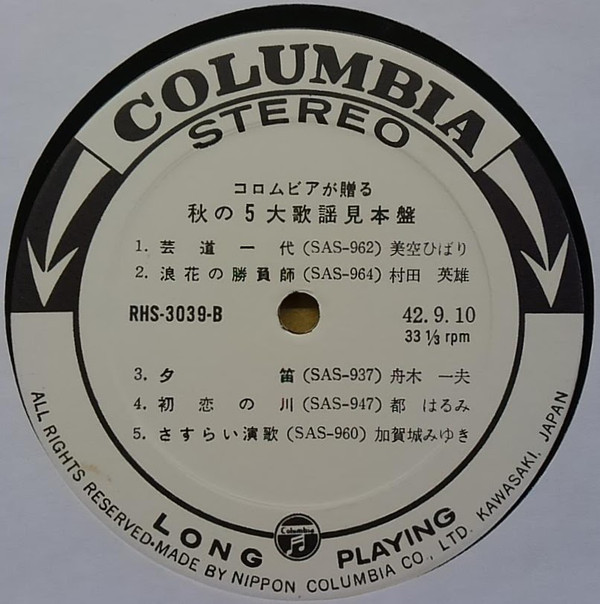 COLUMBIA
STEREO
コロムビアが贈る
秋の5大歌謡見本盤
1. 芸道一代 (SAS-962) 美空ひばり
2. 浪花の勝負師 (SAS-964) 村田 英雄
RHS-3039-B
42.9.10
33 1/3 rpm
3. 夕笛 (SAS-937) 舟木 一夫
4. 初恋の川 (SAS-947) 都 はるみ
5. さすらい演歌 (SAS-960) 加賀城みゆき
LONG PLAYING
Columbia
ALL RIGHTS RESERVED·MADE BY NIPPON COLUMBIA CO., LTD. KAWASAKI, JAPAN